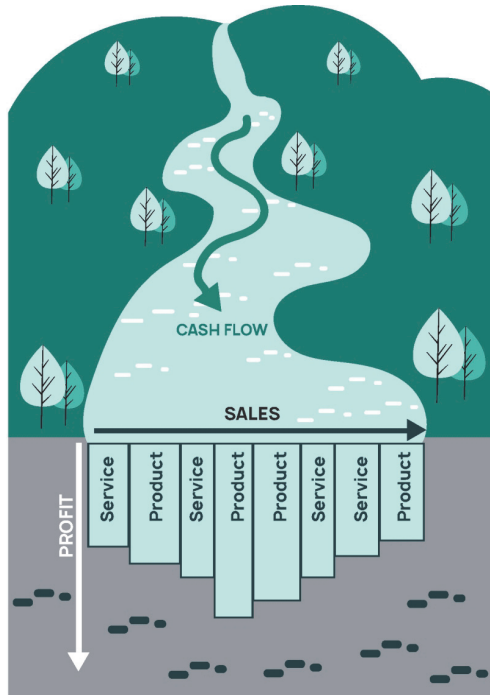 CASH FLOW
SALES
PROFIT
Service
Product
Service
Product
Product
Service
Service
Product